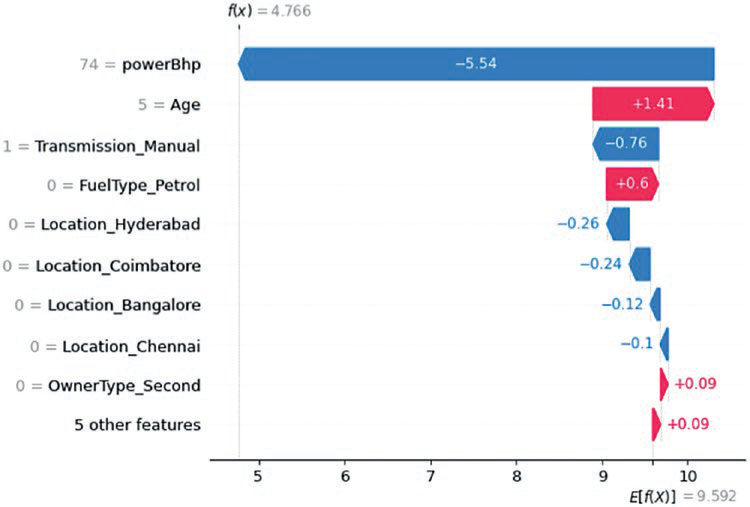 f(x) = 4.766
74 = powerBhp −5.54
5 = Age +1.41
1 = Transmission_Manual −0.76
0 = FuelType_Petrol +0.6
0 = Location_Hyderabad −0.26
0 = Location_Coimbatore −0.24
0 = Location_Bangalore −0.12
0 = Location_Chennai −0.1
0 = OwnerType_Second +0.09
5 other features +0.09
5 6 7 8 9 10
E[f(X)] = 9.592